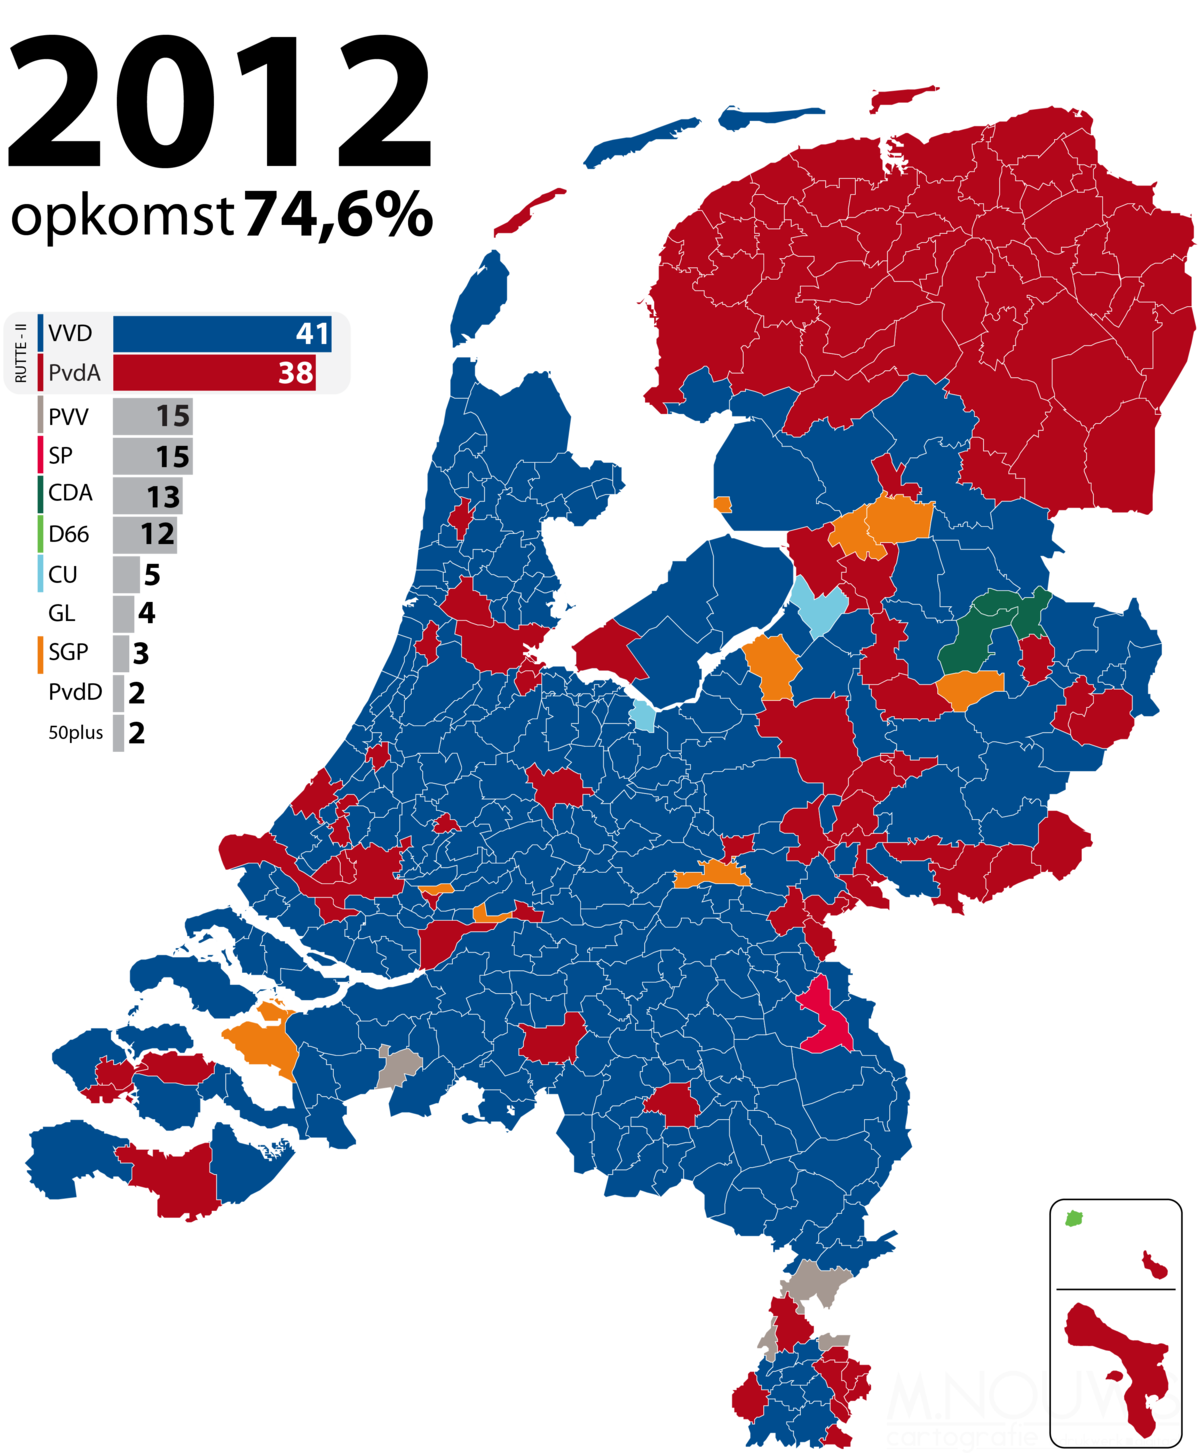 2012
opkomst 74,6%
RUTTE - II
VVD 41
PvdA 38
PVV 15
SP 15
CDA 13
D66 12
CU 5
GL 4
SGP 3
PvdD 2
50plus 2
cartografie